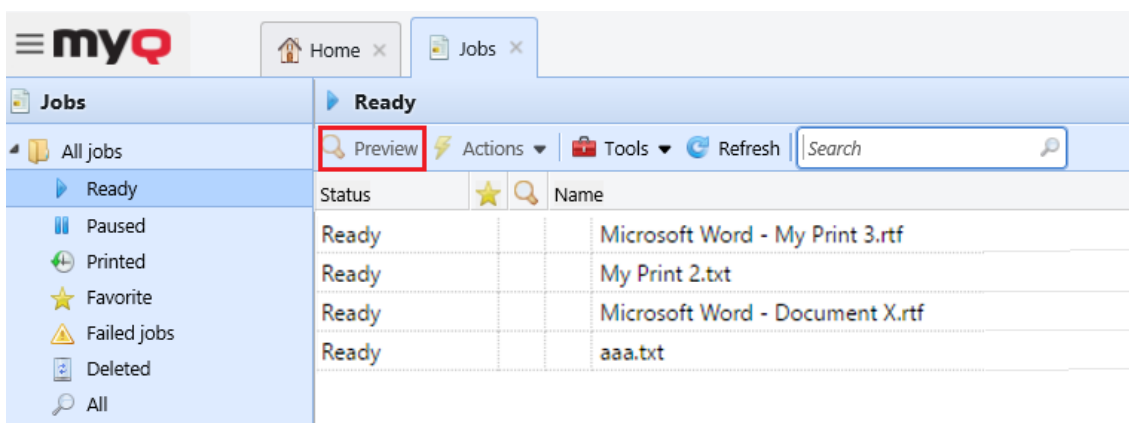 myQ
Home × Jobs ×
Jobs
Ready
All jobs
Preview Actions Tools Refresh Search
Ready
Status Name
Paused
Ready Microsoft Word - My Print 3.rtf
Printed
Ready My Print 2.txt
Favorite
Ready Microsoft Word - Document X.rtf
Failed jobs
Ready aaa.txt
Deleted
All